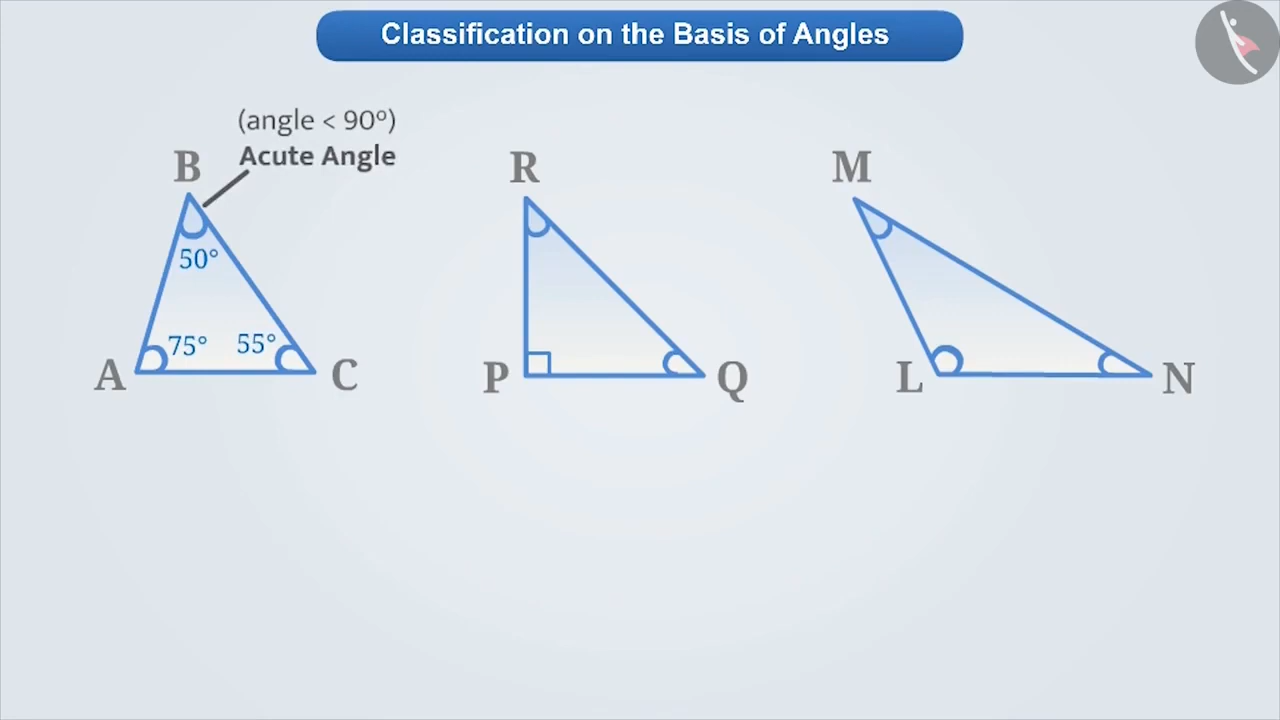 Classification on the Basis of Angles
(angle < 90°)
Acute Angle
B
R
M
50°
75°
55°
A
C
P
Q
L
N